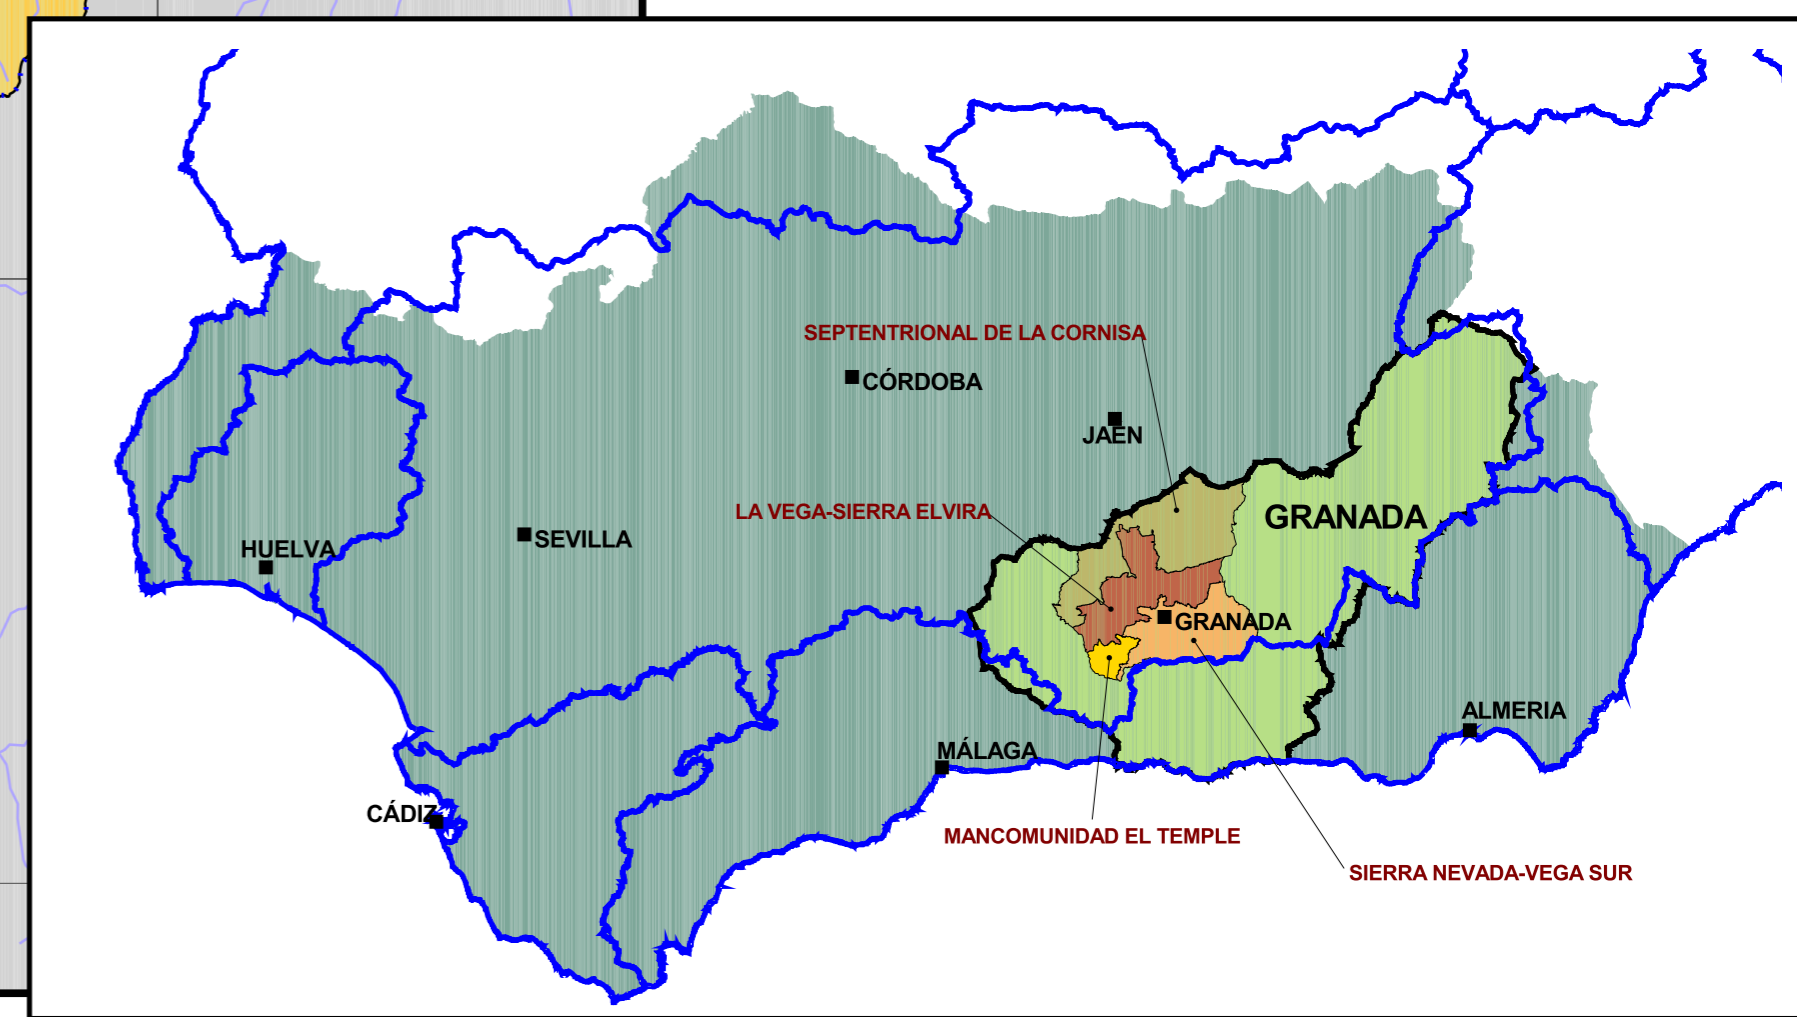 SEPTENTRIONAL DE LA CORNISA
CÓRDOBA
JAÉN
LA VEGA-SIERRA ELVIRA
GRANADA
SEVILLA
HUELVA
GRANADA
ALMERIA
MÁLAGA
CÁDIZ
MANCOMUNIDAD EL TEMPLE
SIERRA NEVADA-VEGA SUR